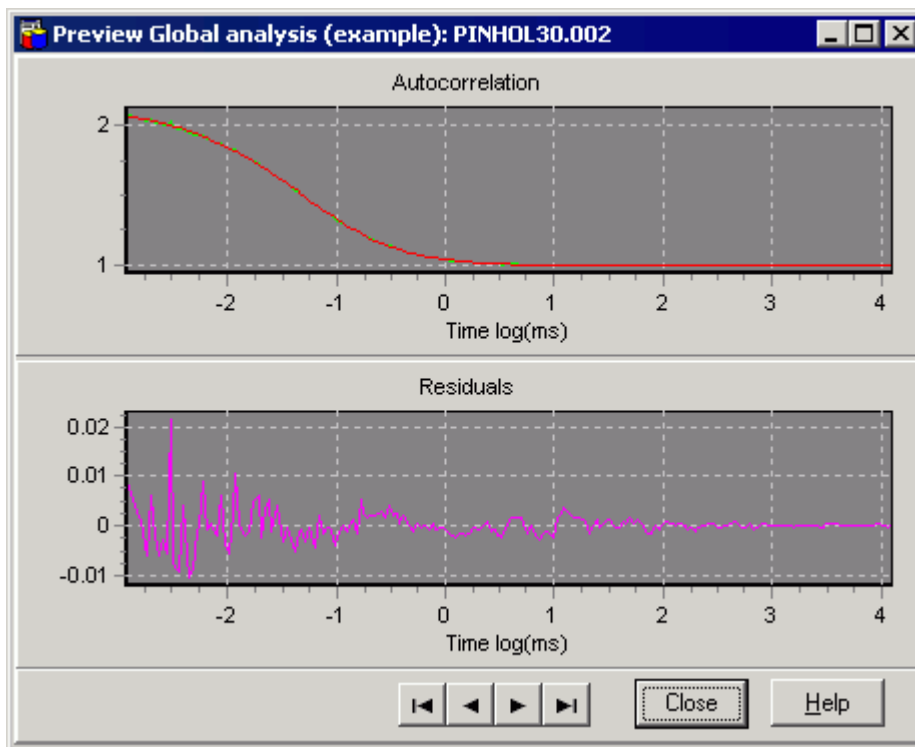 Preview Global analysis (example): PINHOL30.002
Autocorrelation
2
1
-2 -1 0 1 2 3 4
Time log(ms)
Residuals
0.02
0.01
0
-0.01
-2 -1 0 1 2 3 4
Time log(ms)
Close Help